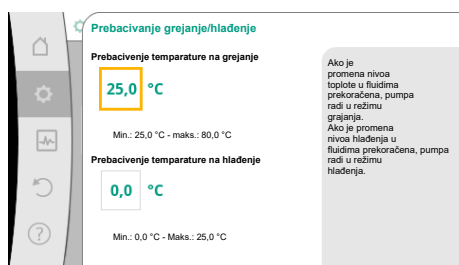 Prebacivanje grejanje/hlađenje
Prebacivenje temparature na grejanje
25,0 °C
Min.: 25,0 °C - maks.: 80,0 °C
Prebacivenje temparature na hlađenje
0,0 °C
Min.: 0,0 °C - Maks.: 25,0 °C
Ako je
promena nivoa
toplote u fluidima
prekoračena, pumpa
radi u režimu
grajanja.
Ako je promena
nivoa hlađenja u
fluidima prekoračena, pumpa
radi u režimu
hlađenja.
?